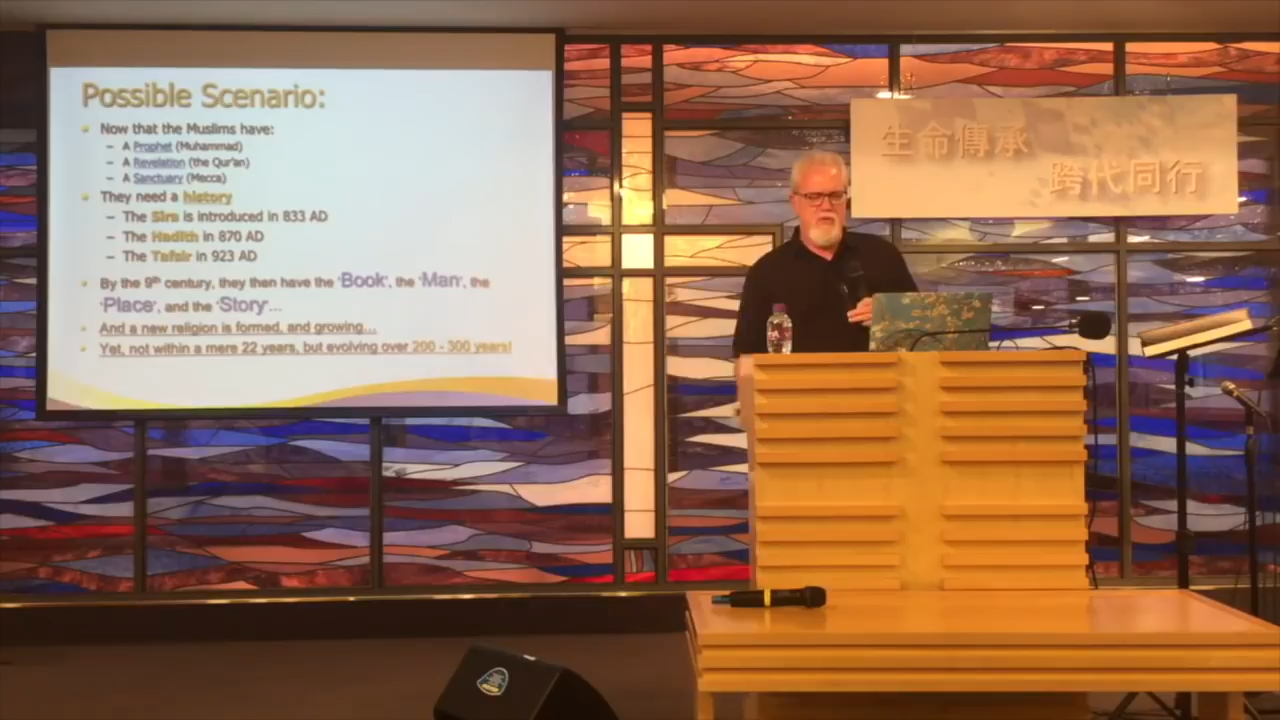 Possible Scenario:
Now that the Muslims have:
– A Prophet (Muhammad)
– A Revelation (the Qur'an)
– A Sanctuary (Mecca)
They need a history
– The Sira is introduced in 833 AD
– The Hadith in 870 AD
– The Tafsir in 923 AD
By the 9th century, they then have the 'Book', the 'Man', the
'Place', and the 'Story'...
And a new religion is formed, and growing...
Yet, not within a mere 22 years, but evolving over 200 - 300 years!
生命傳承
跨代同行